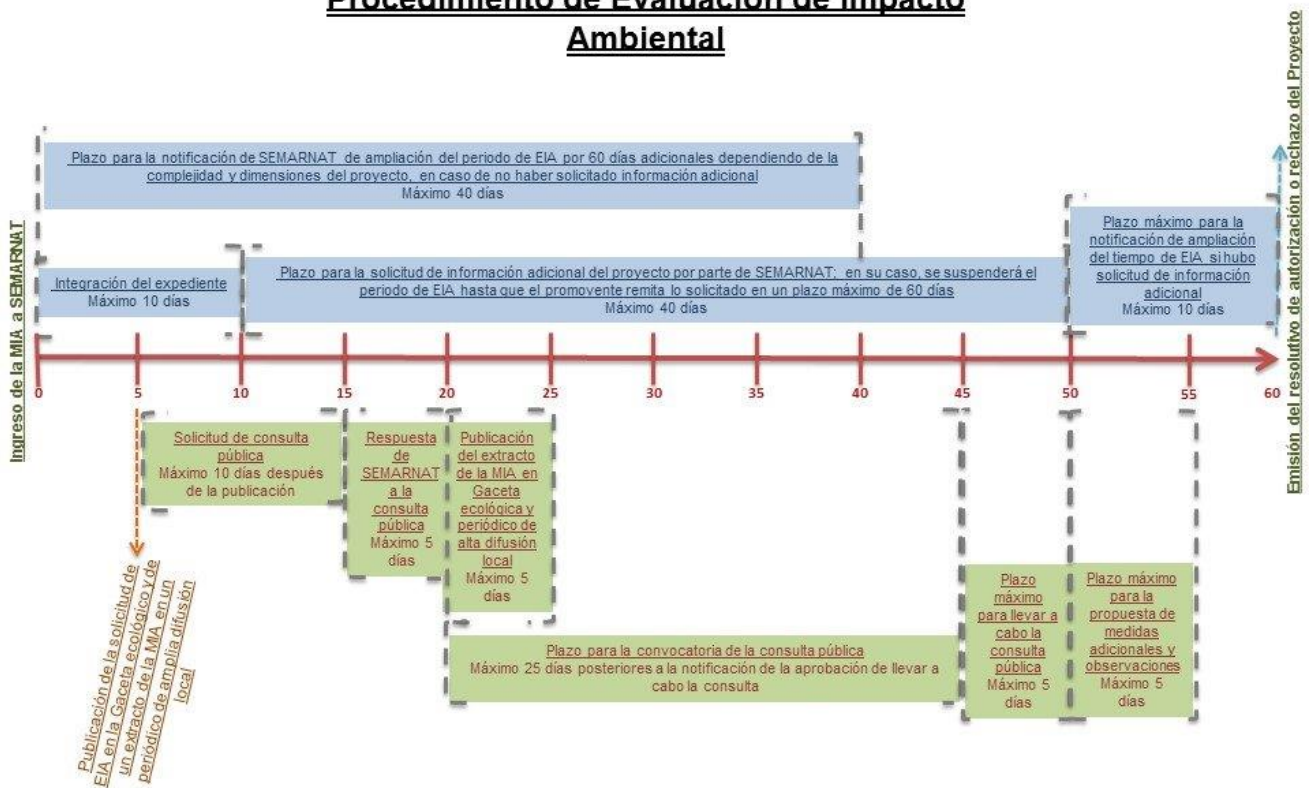 Procedimiento de Evaluación de Impacto
Ambiental
Ingreso de la MIA a SEMARNAT
Plazo para la notificación de SEMARNAT de ampliación del periodo de EIA por 60 días adicionales dependiendo de la
complejidad y dimensiones del proyecto, en caso de no haber solicitado información adicional
Máximo 40 días
Integración del expediente
Máximo 10 días
Plazo para la solicitud de información adicional del proyecto por parte de SEMARNAT; en su caso, se suspenderá el
periodo de EIA hasta que el promovente remita lo solicitado en un plazo máximo de 60 días
Máximo 40 días
Plazo máximo para la
notificación de ampliación
del tiempo de EIA si hubo
solicitud de información
adicional
Máximo 10 días
Emisión del resolutivo de autorización o rechazo del Proyecto
0 5 10 15 20 25 30 35 40 45 50 55 60
Publicación de la solicitud de
EIA en la Gaceta ecológico y de
un extracto de la MIA en un
periódico de amplia difusión
local
Solicitud de consulta
pública
Máximo 10 días después
de la publicación
Respuesta
de
SEMARNAT
a la
consulta
pública
Máximo 5
días
Publicación
del extracto
de la MIA en
Gaceta
ecológica y
periódico de
alta difusión
local
Máximo 5
días
Plazo para la convocatoria de la consulta pública
Máximo 25 días posteriores a la notificación de la aprobación de llevar a
cabo la consulta
Plazo
máximo
para llevar a
cabo la
consulta
pública
Máximo 5
días
Plazo máximo
para la
propuesta de
medidas
adicionales y
observaciones
Máximo 5
días